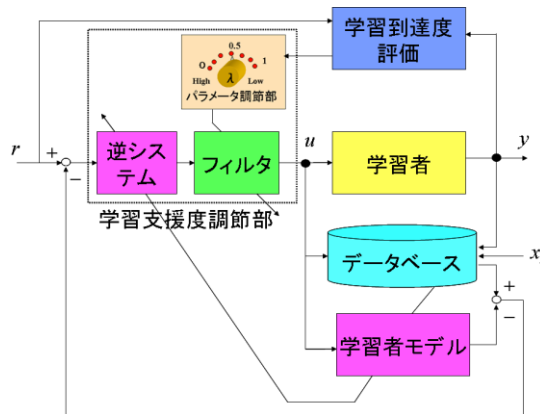 学習到達度
評価
0.5
0
1
High
λ
Low
パラメータ調節部
r
+
−
逆シス
テム
フィルタ
u
学習者
y
学習支援度調節部
データベース
x
+
−
学習者モデル